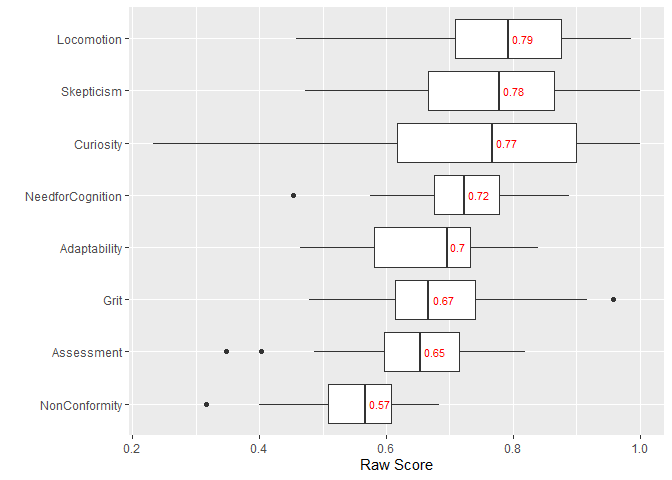 Locomotion
0.79
Skepticism
0.78
Curiosity
0.77
NeedforCognition
0.72
Adaptability
0.7
Grit
0.67
Assessment
0.65
NonConformity
0.57
0.2 0.4 0.6 0.8 1.0
Raw Score